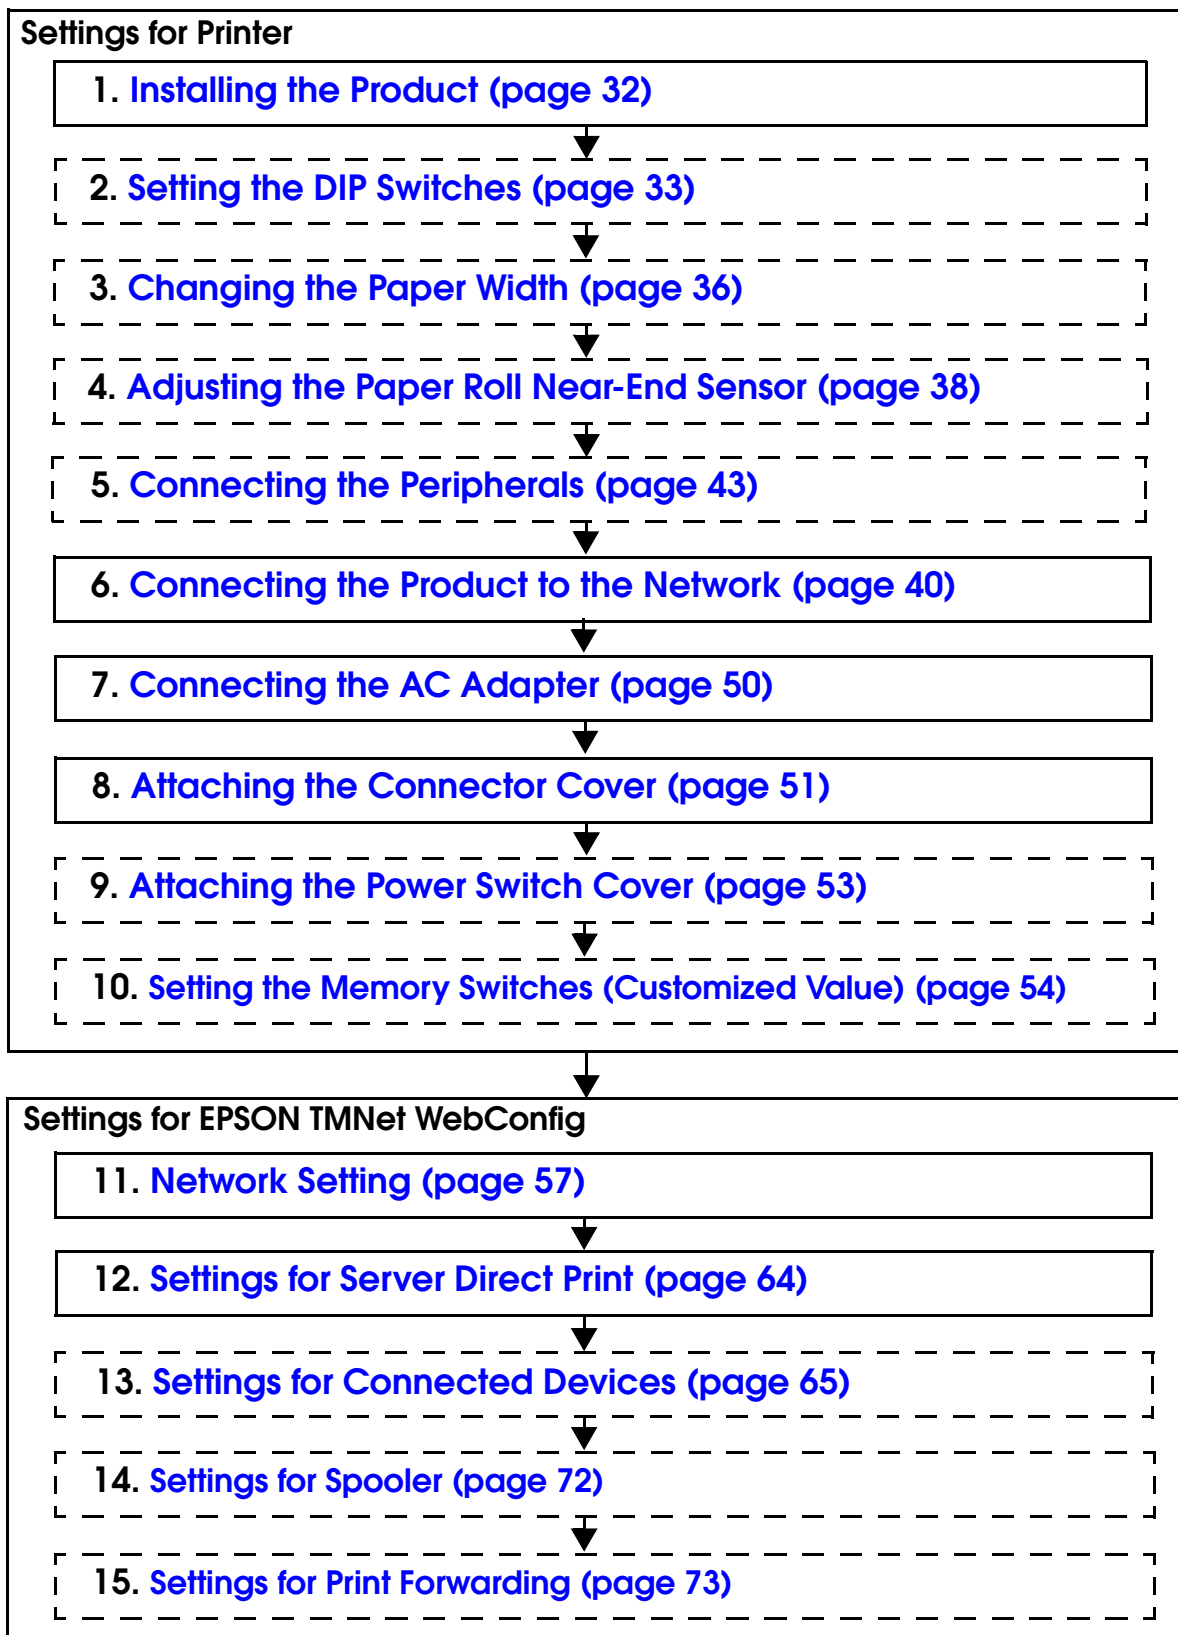 Settings for Printer
1. Installing the Product (page 32)
2. Setting the DIP Switches (page 33)
3. Changing the Paper Width (page 36)
4. Adjusting the Paper Roll Near-End Sensor (page 38)
5. Connecting the Peripherals (page 43)
6. Connecting the Product to the Network (page 40)
7. Connecting the AC Adapter (page 50)
8. Attaching the Connector Cover (page 51)
9. Attaching the Power Switch Cover (page 53)
10. Setting the Memory Switches (Customized Value) (page 54)
Settings for EPSON TMNet WebConfig
11. Network Setting (page 57)
12. Settings for Server Direct Print (page 64)
13. Settings for Connected Devices (page 65)
14. Settings for Spooler (page 72)
15. Settings for Print Forwarding (page 73)